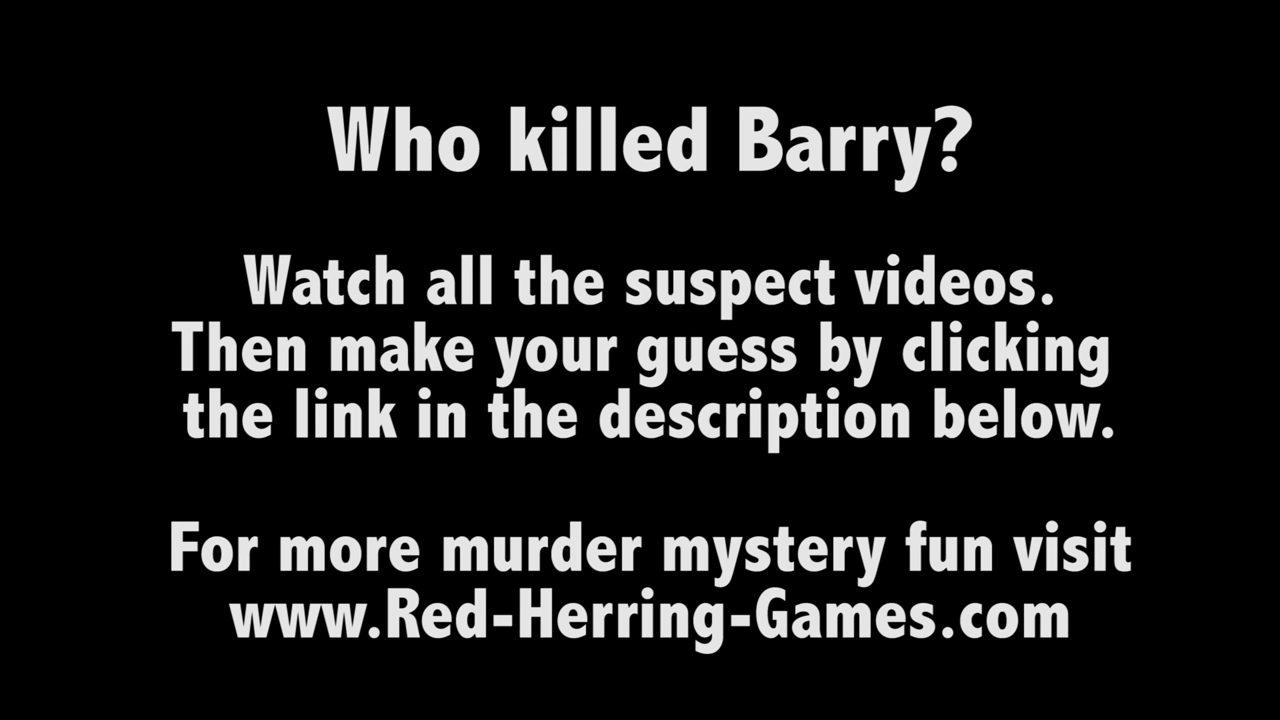 Who killed Barry?
Watch all the suspect videos.
Then make your guess by clicking
the link in the description below.
For more murder mystery fun visit
www.Red-Herring-Games.com